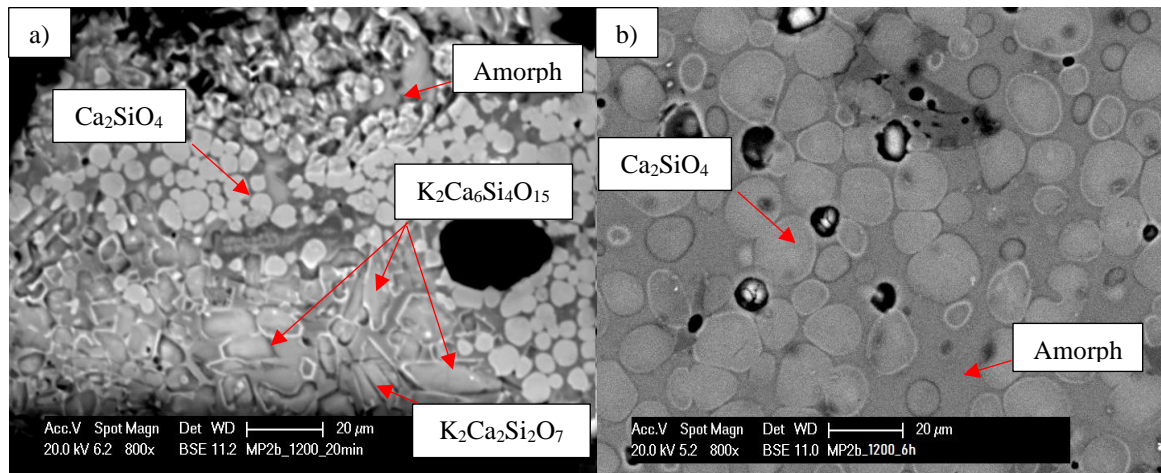 a)
Amorph
Ca₂SiO₄
K₂Ca₆Si₄O₁₅
K₂Ca₂Si₂O₇
Acc.V Spot Magn Det WD 20 μm
20.0 kV 6.2 800x BSE 11.2 MP2b_1200_20min
b)
Ca₂SiO₄
Amorph
Acc.V Spot Magn Det WD 20 μm
20.0 kV 5.2 800x BSE 11.0 MP2b_1200_6h